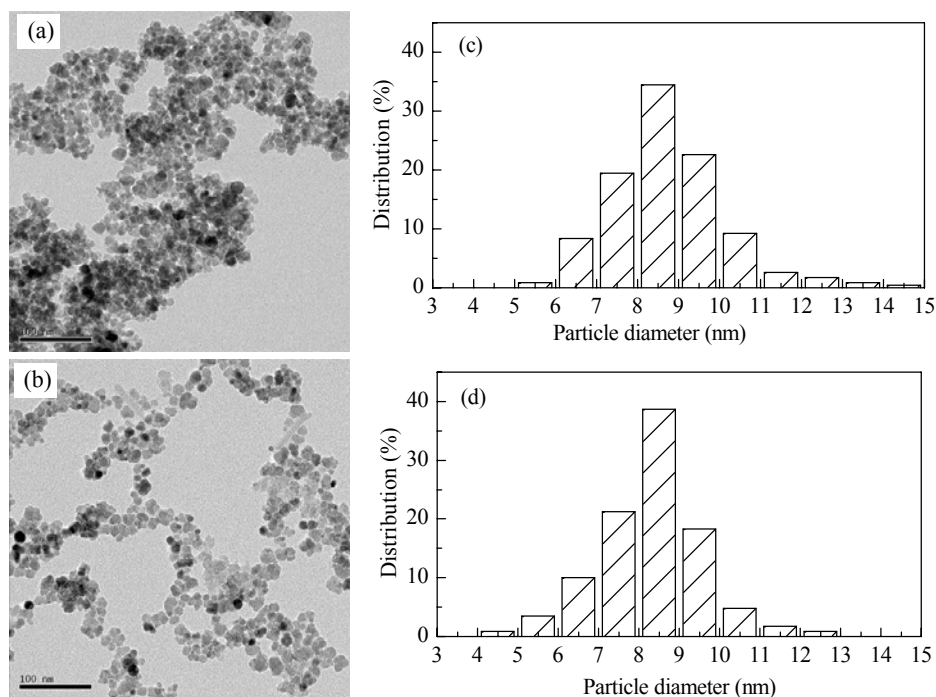 (a)
100 nm
(b)
100 nm
(c)
40
30
20
10
0
Distribution (%)
3 4 5 6 7 8 9 10 11 12 13 14 15
Particle diameter (nm)
(d)
40
30
20
10
0
Distribution (%)
3 4 5 6 7 8 9 10 11 12 13 14 15
Particle diameter (nm)